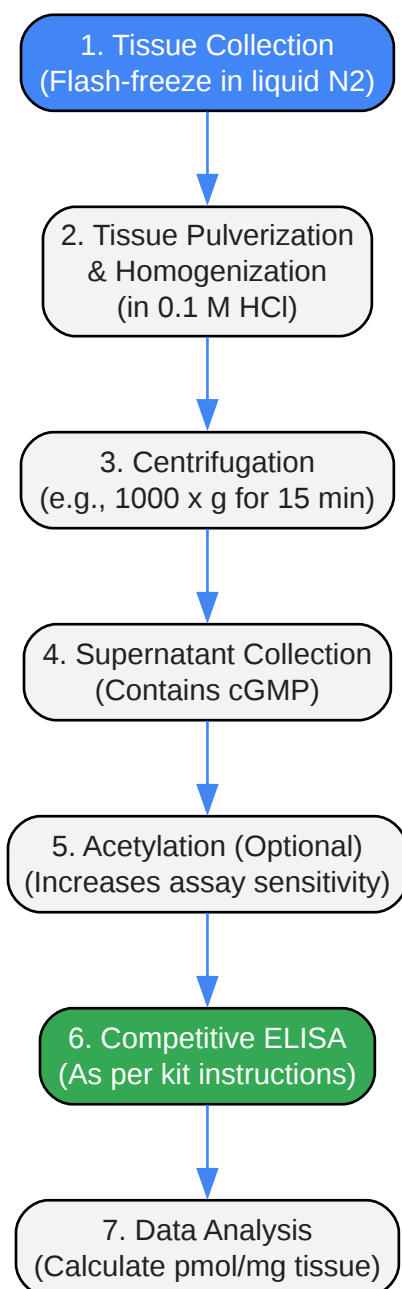 1. Tissue Collection
(Flash-freeze in liquid N2)
2. Tissue Pulverization
& Homogenization
(in 0.1 M HCl)
3. Centrifugation
(e.g., 1000 x g for 15 min)
4. Supernatant Collection
(Contains cGMP)
5. Acetylation (Optional)
(Increases assay sensitivity)
6. Competitive ELISA
(As per kit instructions)
7. Data Analysis
(Calculate pmol/mg tissue)